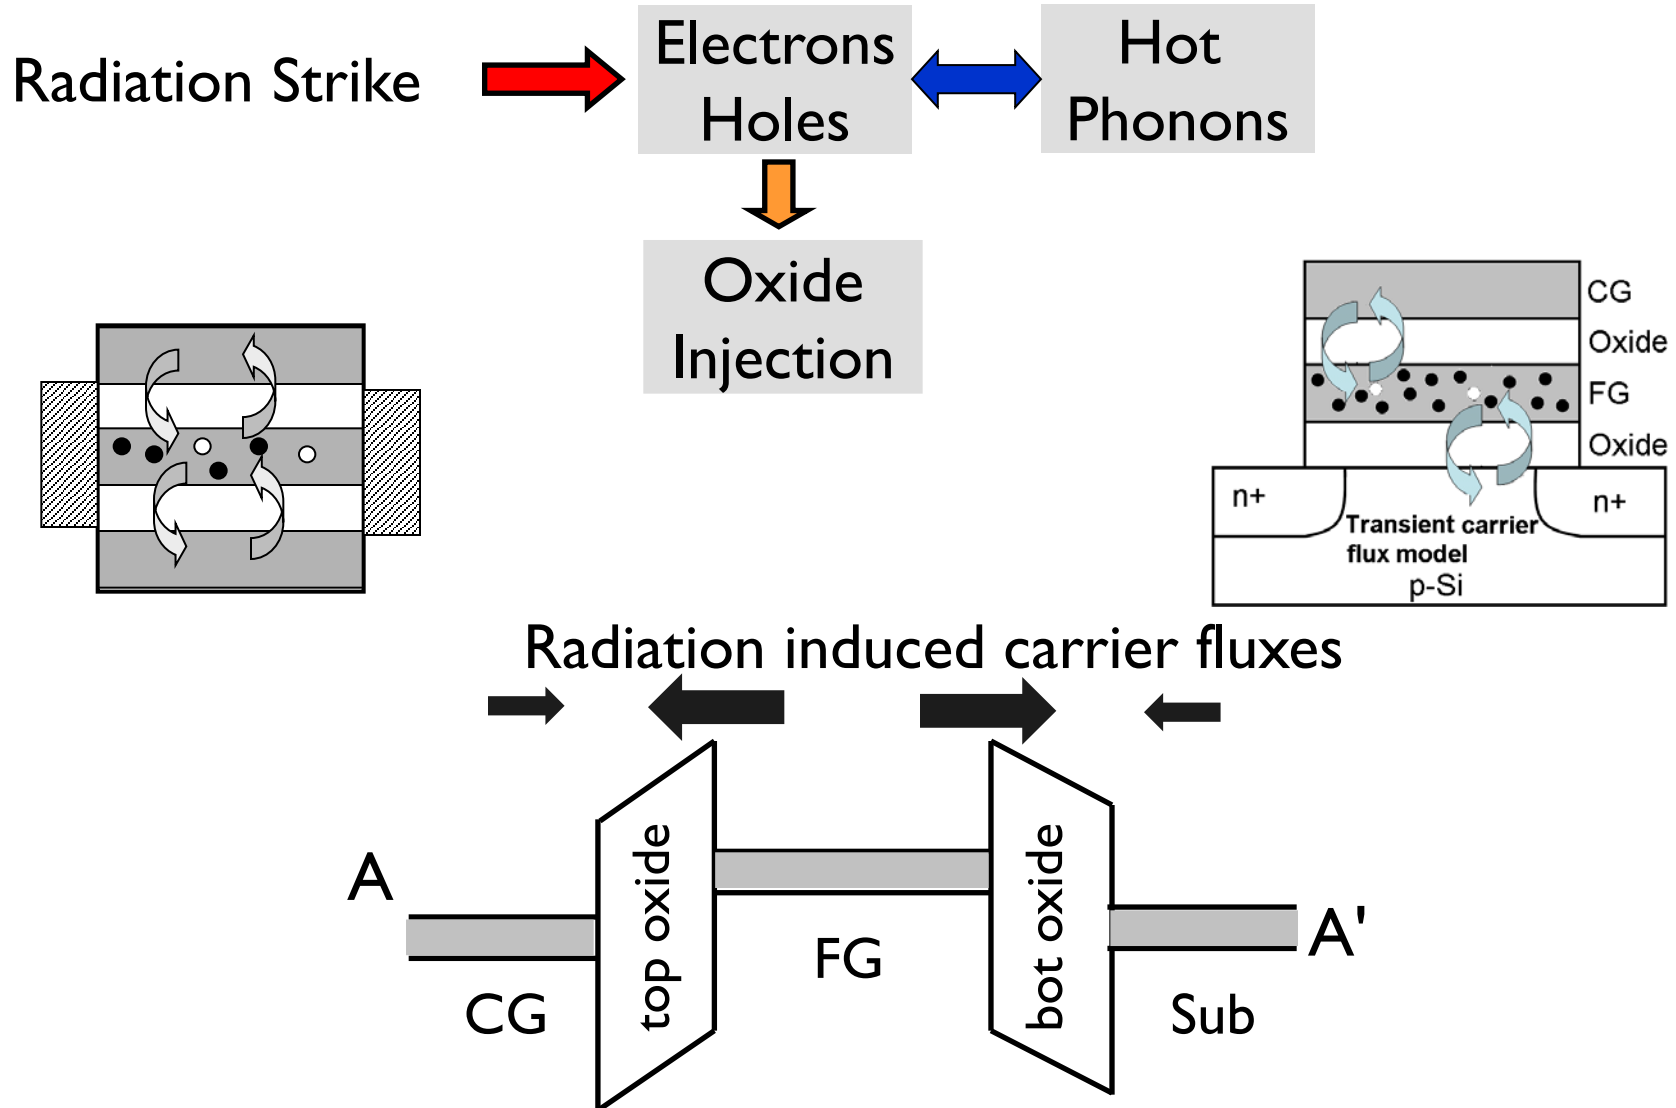 Radiation Strike
Electrons
Holes
Hot
Phonons
Oxide
Injection
CG
Oxide
FG
Oxide
n+
n+
Transient carrier
flux model
p-Si
Radiation induced carrier fluxes
A
top oxide
bot oxide
A'
FG
CG
Sub